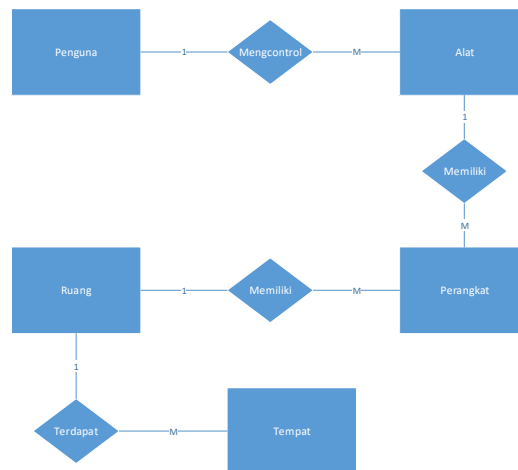 Penguna
1
Mengcontrol
M
Alat
1
Memiliki
M
Ruang
1
Memiliki
M
Perangkat
1
Terdapat
M
Tempat